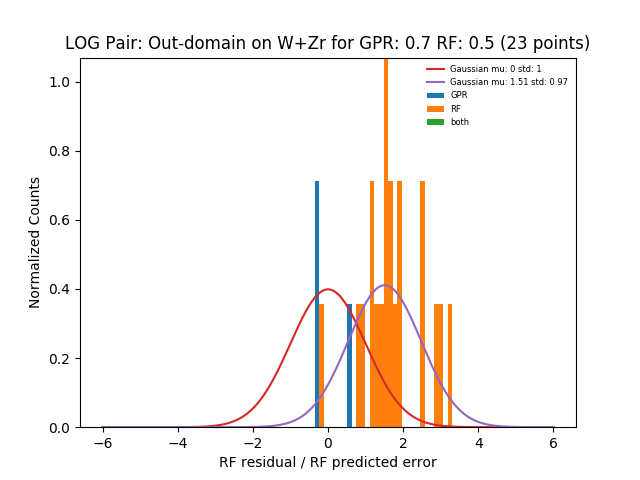 LOG Pair: Out-domain on W+Zr for GPR: 0.7 RF: 0.5 (23 points)
Gaussian mu: 0 std: 1
Gaussian mu: 1.51 std: 0.97
GPR
RF
both
Normalized Counts
1.0
0.8
0.6
0.4
0.2
0.0
−6 −4 −2 0 2 4 6
RF residual / RF predicted error